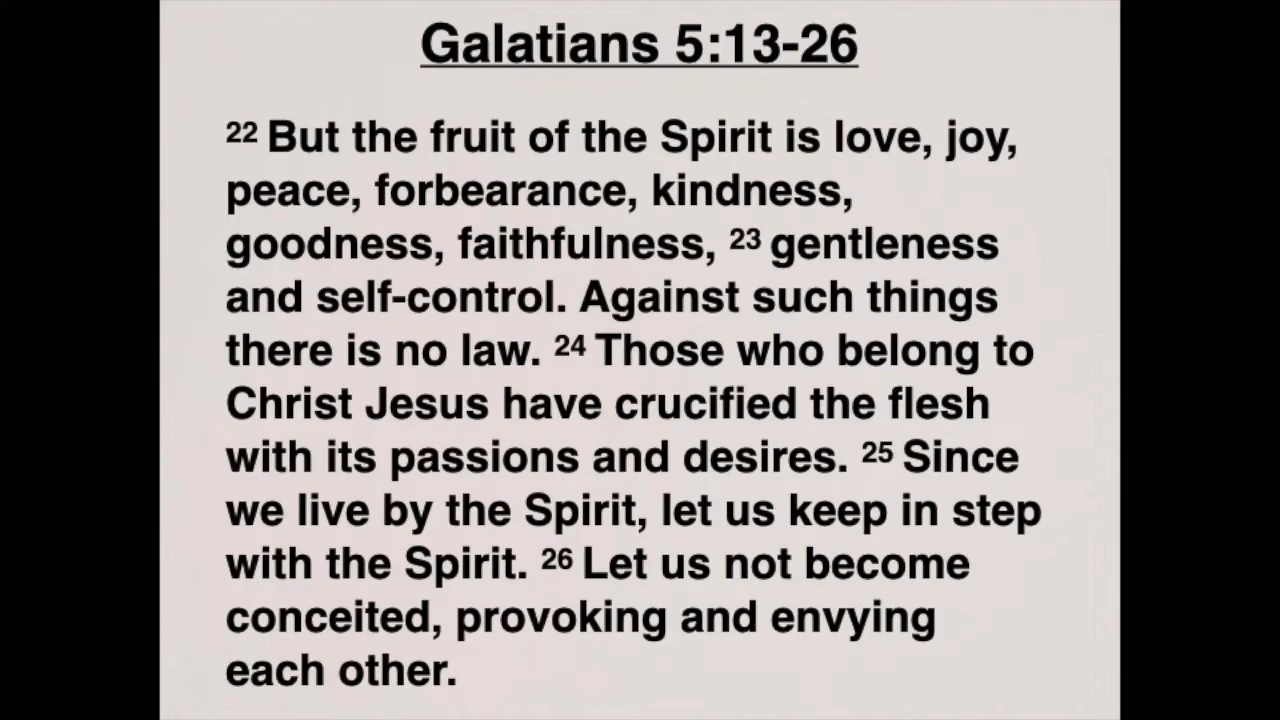 Galatians 5:13-26
22 But the fruit of the Spirit is love, joy,
peace, forbearance, kindness,
goodness, faithfulness, 23 gentleness
and self-control. Against such things
there is no law. 24 Those who belong to
Christ Jesus have crucified the flesh
with its passions and desires. 25 Since
we live by the Spirit, let us keep in step
with the Spirit. 26 Let us not become
conceited, provoking and envying
each other.